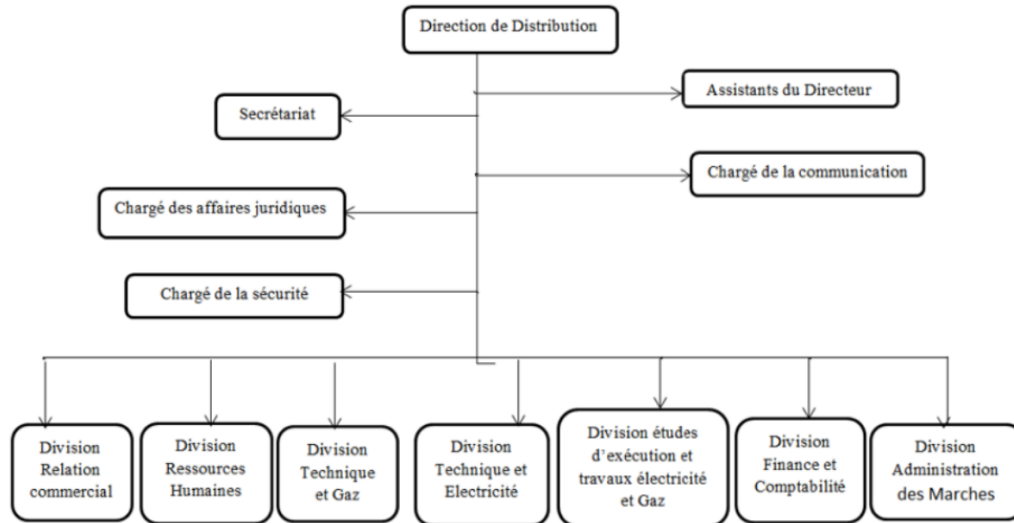 Direction de Distribution
Assistants du Directeur
Secrétariat
Chargé de la communication
Chargé des affaires juridiques
Chargé de la sécurité
Division
Relation
commercial
Division
Ressources
Humaines
Division
Technique
et Gaz
Division
Technique et
Electricité
Division études
d'exécution et
travaux électricité
et Gaz
Division
Finance et
Comptabilité
Division
Administration
des Marches